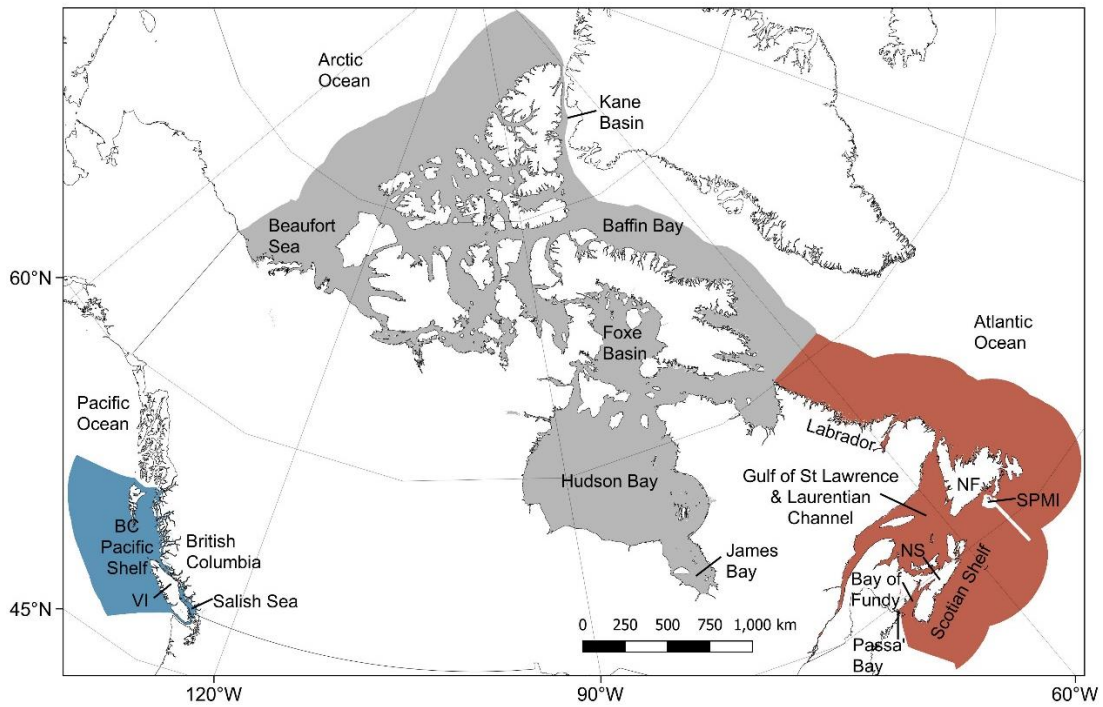 Arctic
Ocean
Kane
Basin
Beaufort
Sea
Baffin Bay
60°N
Foxe
Basin
Atlantic
Ocean
Pacific
Ocean
Labrador
Hudson Bay
Gulf of St Lawrence
& Laurentian
Channel
NF
SPMI
BC
Pacific
Shelf
British
Columbia
VI
Salish Sea
James
Bay
NS
Bay of
Fundy
Scotian Shelf
Passa'
Bay
45°N
0 250 500 750 1,000 km
120°W
90°W
60°W